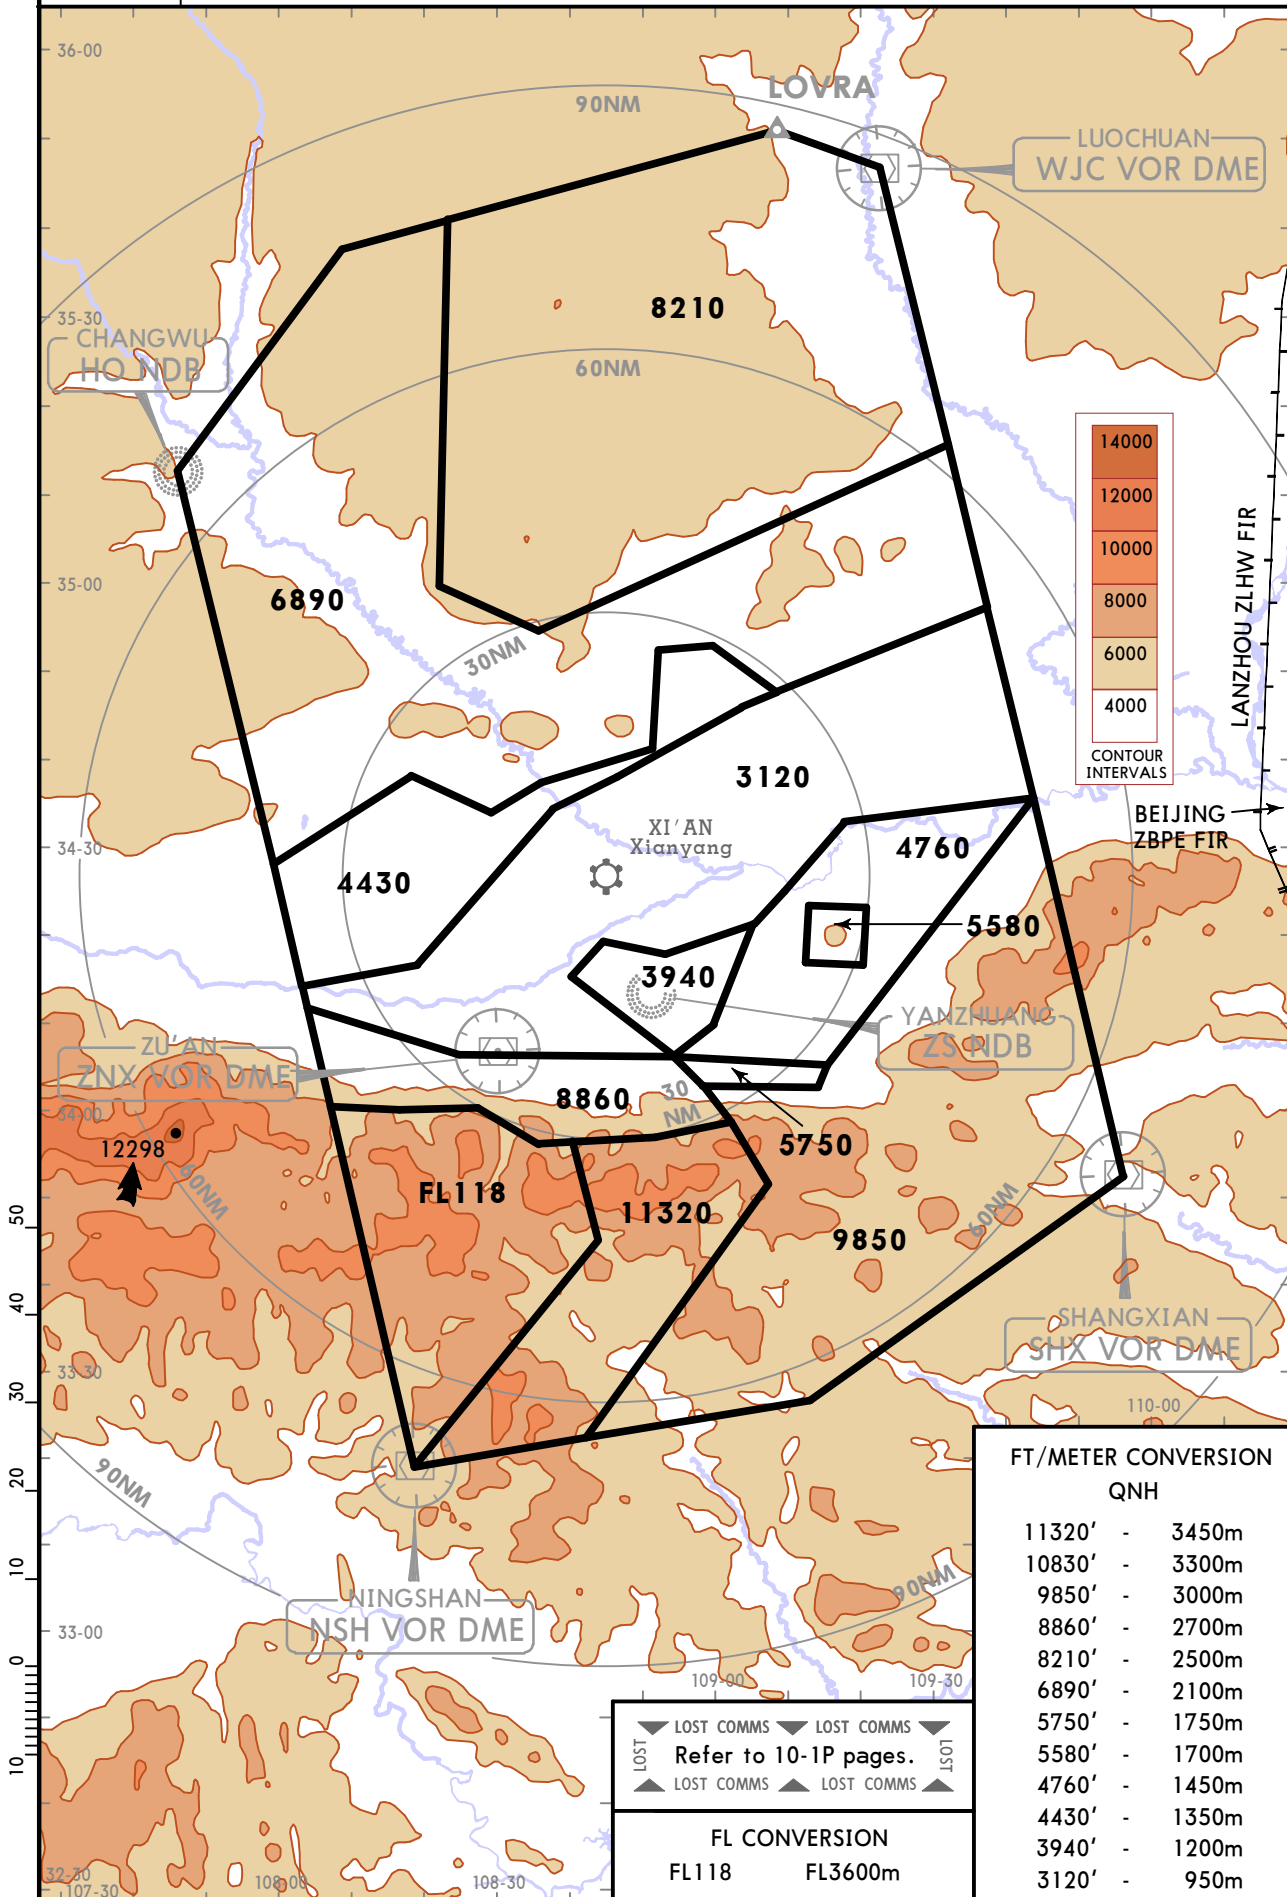 36-00
LOVRA
90NM
LUOCHUAN
WJC VOR DME
35-30
CHANGWU
HO NDB
8210
60NM
14000
12000
10000
8000
6000
4000
CONTOUR
INTERVALS
LANZHOU ZLHW FIR
BEIJING
ZBPE FIR
35-00
6890
30NM
3120
XI'AN
Xianyang
34-30
4430
4760
5580
3940
YANZHUANG
ZS NDB
ZU'AN
ZNX VOR DME
34-00
8860
30
NM
5750
12298
60NM
FL118
11320
9850
60NM
50
40
30
20
10
0
10
SHANGXIAN
SHX VOR DME
33-30
110-00
90NM
90NM
NINGSHAN
NSH VOR DME
33-00
109-00
109-30
32-30
107-30
108-00
108-30
LOST COMMS LOST COMMS
LOST
Refer to 10-1P pages.
LOST
LOST COMMS LOST COMMS
FL CONVERSION
FL118 FL3600m
FT/METER CONVERSION
QNH
11320' - 3450m
10830' - 3300m
9850' - 3000m
8860' - 2700m
8210' - 2500m
6890' - 2100m
5750' - 1750m
5580' - 1700m
4760' - 1450m
4430' - 1350m
3940' - 1200m
3120' - 950m